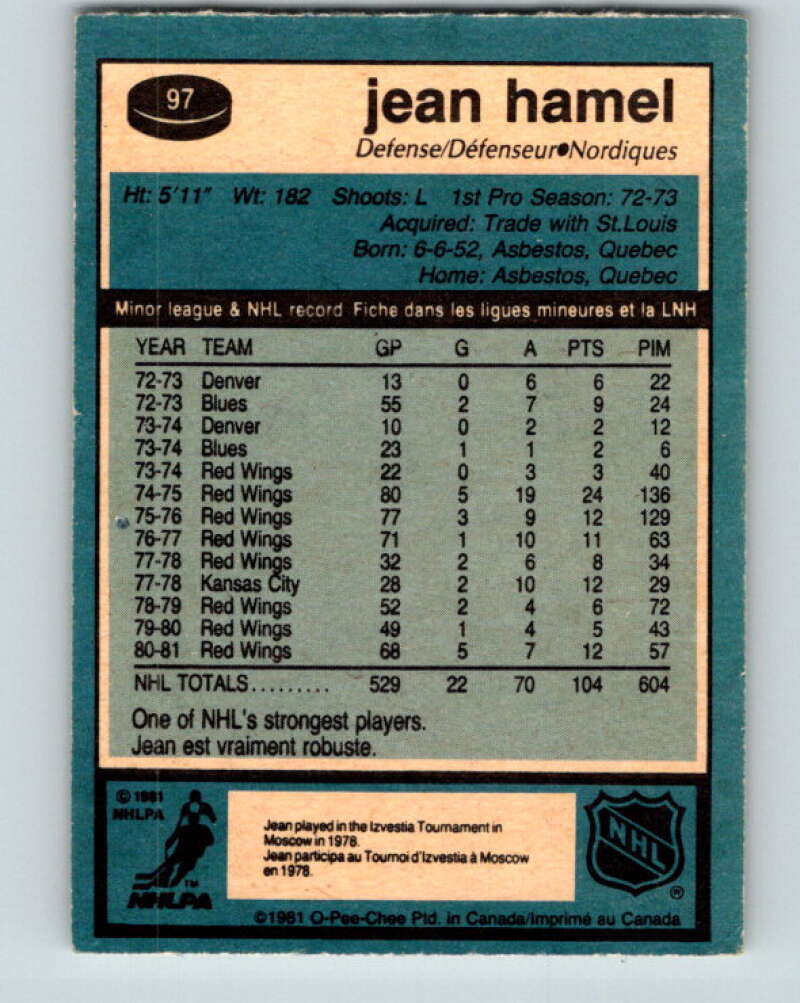 97
jean hamel
Defense/Défenseur•Nordiques
Ht: 5'11" Wt: 182 Shoots: L 1st Pro Season: 72-73
Acquired: Trade with St.Louis
Born: 6-6-52, Asbestos, Quebec
Home: Asbestos, Quebec
Minor league & NHL record Fiche dans les ligues mineures et la LNH
YEAR TEAM GP G A PTS PIM
72-73 Denver 13 0 6 6 22
72-73 Blues 55 2 7 9 24
73-74 Denver 10 0 2 2 12
73-74 Blues 23 1 1 2 6
73-74 Red Wings 22 0 3 3 40
74-75 Red Wings 80 5 19 24 136
75-76 Red Wings 77 3 9 12 129
76-77 Red Wings 71 1 10 11 63
77-78 Red Wings 32 2 6 8 34
77-78 Kansas City 28 2 10 12 29
78-79 Red Wings 52 2 4 6 72
79-80 Red Wings 49 1 4 5 43
80-81 Red Wings 68 5 7 12 57
NHL TOTALS......... 529 22 70 104 604
One of NHL's strongest players.
Jean est vraiment robuste.
© 1981
NHLPA
Jean played in the Izvestia Tournament in
Moscow in 1978.
Jean participa au Tournoi d'Izvestia à Moscow
en 1978.
NHL
®
TM
NHLPA
©1981 O-Pee-Chee Ptd. in Canada/Imprimé au Canada